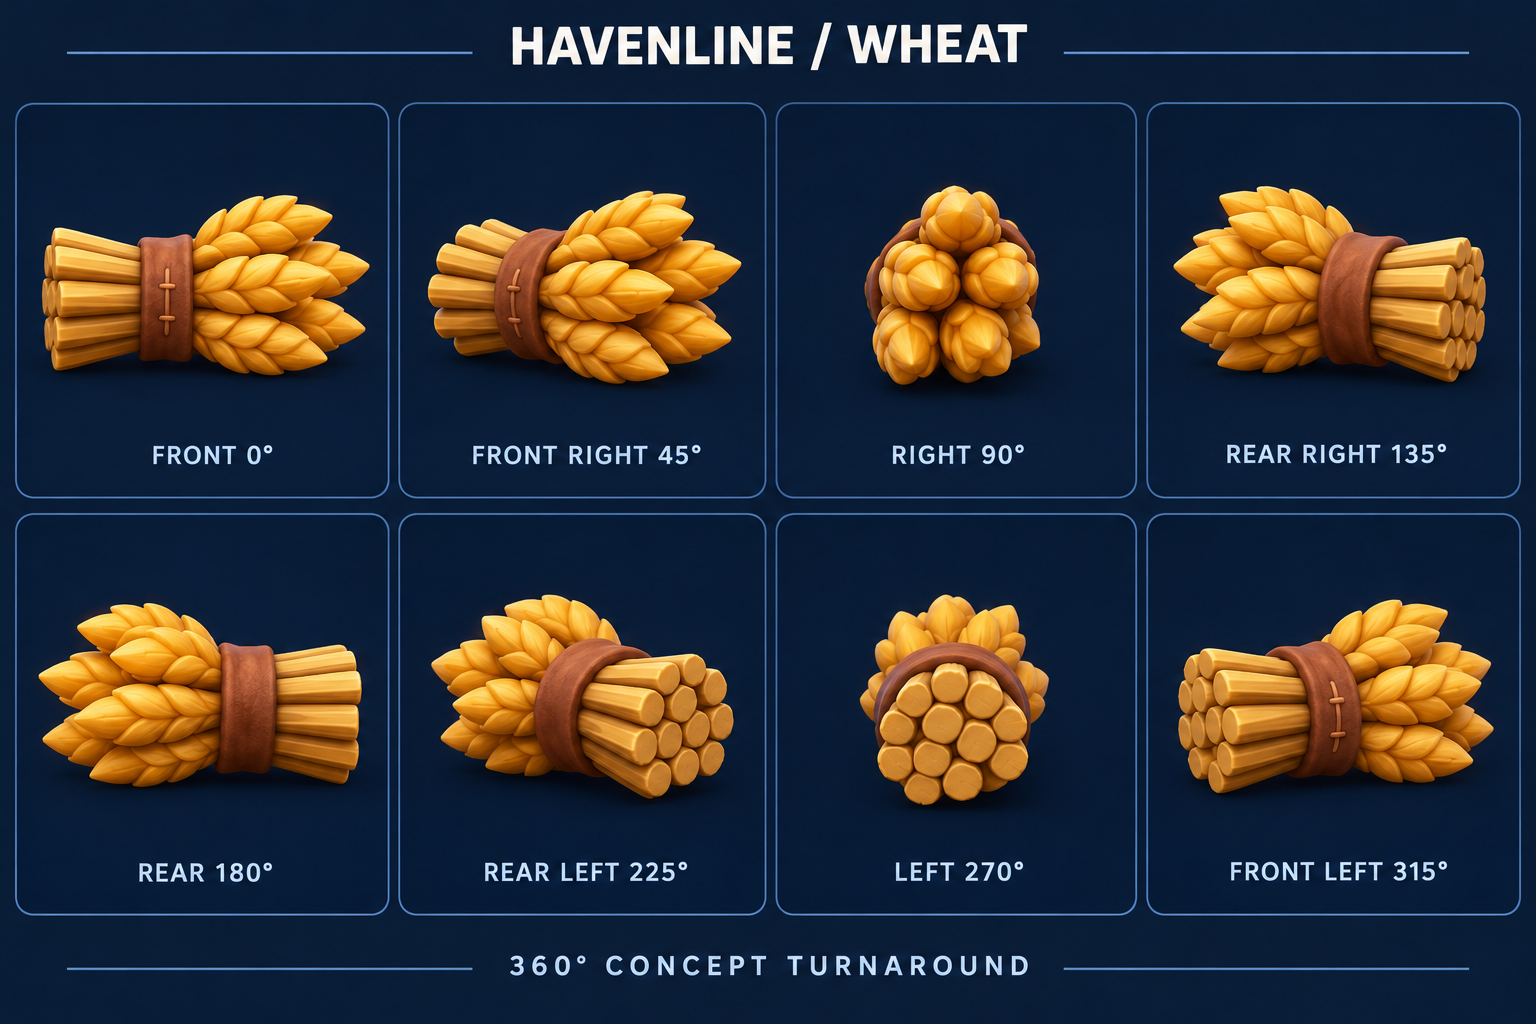 HAVENLINE / WHEAT
FRONT 0°
FRONT RIGHT 45°
RIGHT 90°
REAR RIGHT 135°
REAR 180°
REAR LEFT 225°
LEFT 270°
FRONT LEFT 315°
360° CONCEPT TURNAROUND